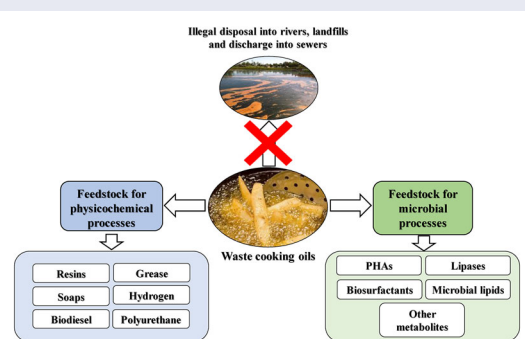 Illegal disposal into rivers, landfills
and discharge into sewers
Feedstock for
physicochemical
processes
Waste cooking oils
Feedstock for
microbial
processes
Resins
Grease
Soaps
Hydrogen
Biodiesel
Polyurethane
PHAs
Lipases
Biosurfactants
Microbial lipids
Other
metabolites